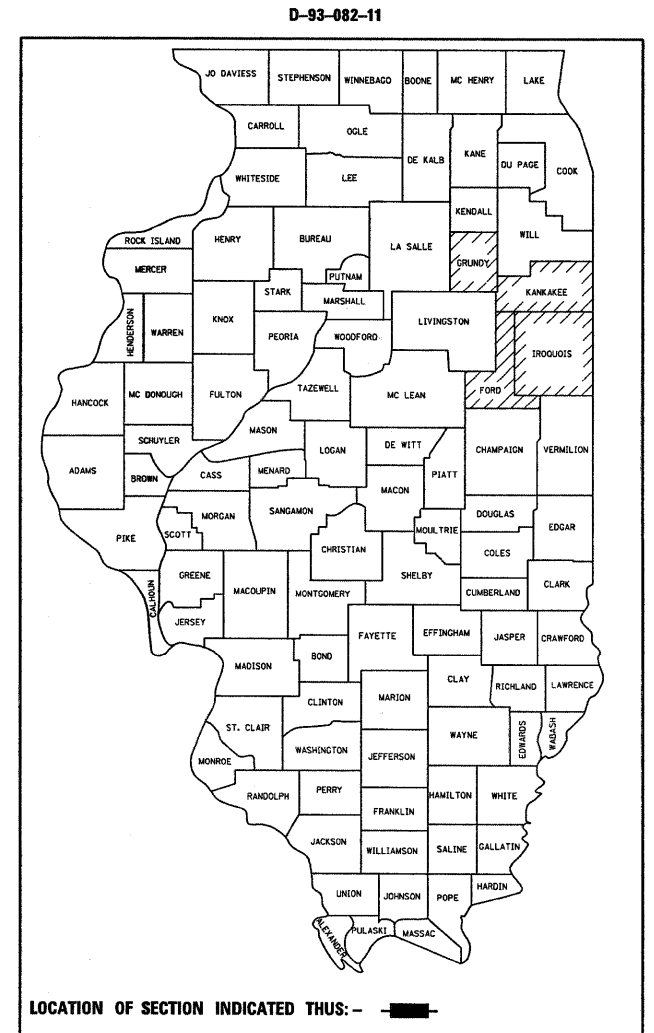 D-93-082-11
JO DAVIESS
STEPHENSON
WINNEBAGO
BOONE
MC HENRY
LAKE
CARROLL
OGLE
DE KALB
KANE
DU PAGE
COOK
WHITESIDE
LEE
KENDALL
WILL
ROCK ISLAND
HENRY
BUREAU
LA SALLE
GRUNDY
MERCER
PUTNAM
KANKAKEE
STARK
MARSHALL
HENDERSON
WARREN
KNOX
PEORIA
WOODFORD
LIVINGSTON
IROQUOIS
HANCOCK
MC DONOUGH
FULTON
TAZEWELL
MC LEAN
FORD
SCHUYLER
MASON
LOGAN
DE WITT
CHAMPAIGN
VERMILION
ADAMS
BROWN
CASS
MENARD
PIATT
MACON
PIKE
SCOTT
MORGAN
SANGAMON
CHRISTIAN
MOULTRIE
DOUGLAS
EDGAR
COLES
CALHOUN
GREENE
MACOUPIN
MONTGOMERY
SHELBY
CUMBERLAND
CLARK
JERSEY
FAYETTE
EFFINGHAM
JASPER
CRAWFORD
MADISON
BOND
CLAY
RICHLAND
LAWRENCE
CLINTON
MARION
ST. CLAIR
WAYNE
EDWARDS
WABASH
MONROE
WASHINGTON
JEFFERSON
RANDOLPH
PERRY
HAMILTON
WHITE
FRANKLIN
JACKSON
WILLIAMSON
SALINE
GALLATIN
UNION
JOHNSON
POPE
HARDIN
ALEXANDER
PULASKI
MASSAC
LOCATION OF SECTION INDICATED THUS: -